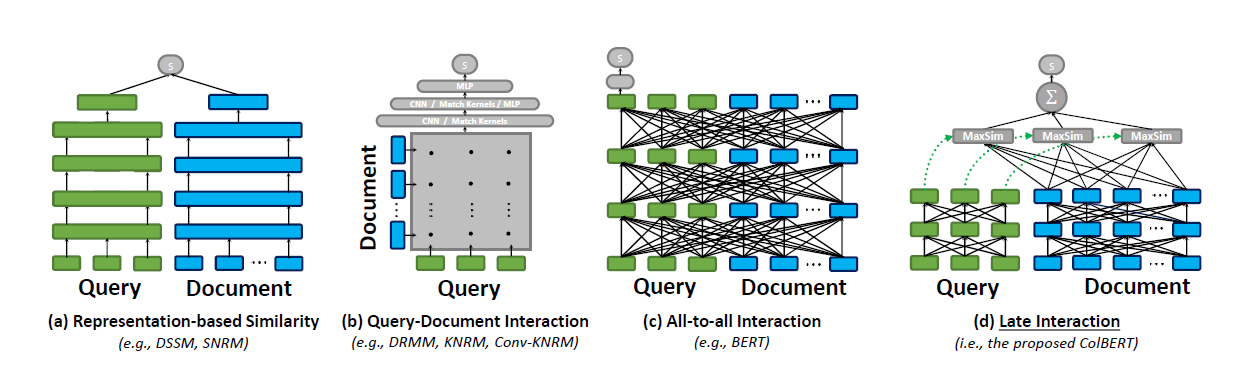 s
Query
Document
(a) Representation-based Similarity
(e.g., DSSM, SNRM)
s
MLP
CNN / Match Kernels / MLP
CNN / Match Kernels
Document
Query
(b) Query-Document Interaction
(e.g., DRMM, KNRM, Conv-KNRM)
s
Query
Document
(c) All-to-all Interaction
(e.g., BERT)
s
Σ
MaxSim MaxSim MaxSim
Query
Document
(d) Late Interaction
(i.e., the proposed ColBERT)